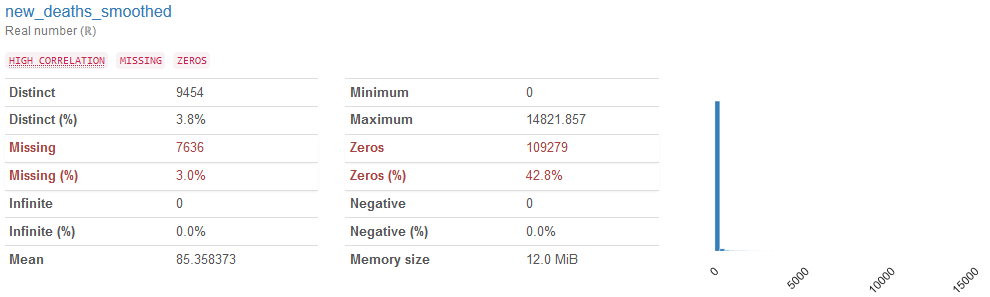 new_deaths_smoothed
Real number (ℝ)
HIGH CORRELATION MISSING ZEROS
Distinct 9454
Distinct (%) 3.8%
Missing 7636
Missing (%) 3.0%
Infinite 0
Infinite (%) 0.0%
Mean 85.358373
Minimum 0
Maximum 14821.857
Zeros 109279
Zeros (%) 42.8%
Negative 0
Negative (%) 0.0%
Memory size 12.0 MiB
0 5000 10000 15000